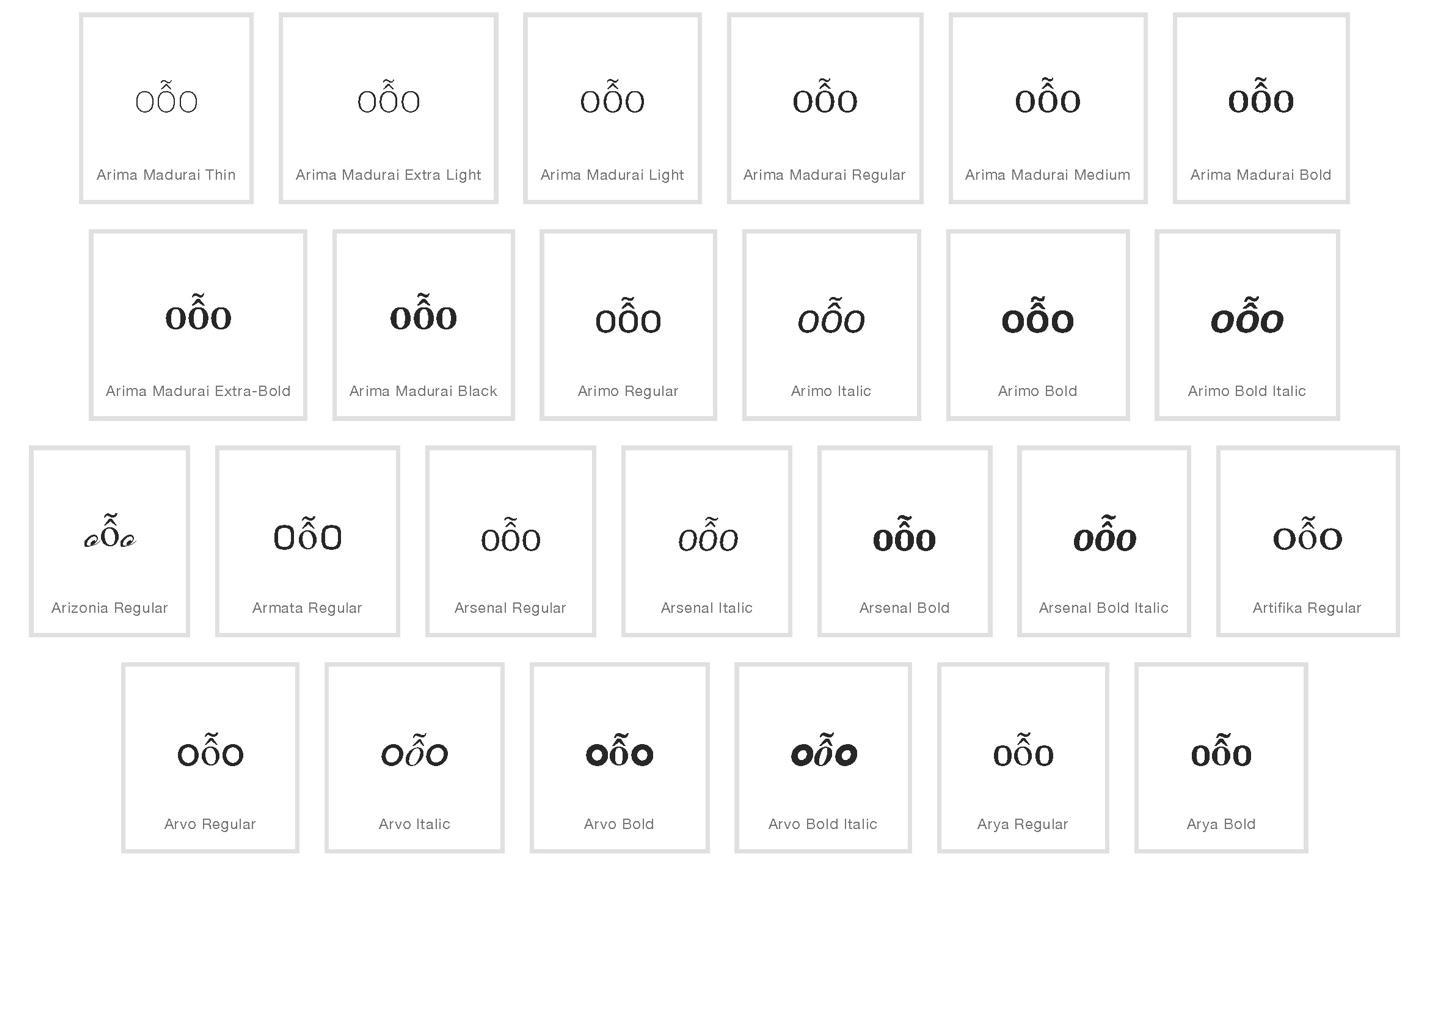 oỗo oỗo oỗo oỗo oỗo oỗo
Arima Madurai Thin Arima Madurai Extra Light Arima Madurai Light Arima Madurai Regular Arima Madurai Medium Arima Madurai Bold
oỗo oỗo oỗo oỗo oỗo oỗo
Arima Madurai Extra-Bold Arima Madurai Black Arimo Regular Arimo Italic Arimo Bold Arimo Bold Italic
oỗo oỗo oỗo oỗo oỗo oỗo oỗo
Arizonia Regular Armata Regular Arsenal Regular Arsenal Italic Arsenal Bold Arsenal Bold Italic Artifika Regular
oỗo oỗo oỗo oỗo oỗo oỗo
Arvo Regular Arvo Italic Arvo Bold Arvo Bold Italic Arya Regular Arya Bold